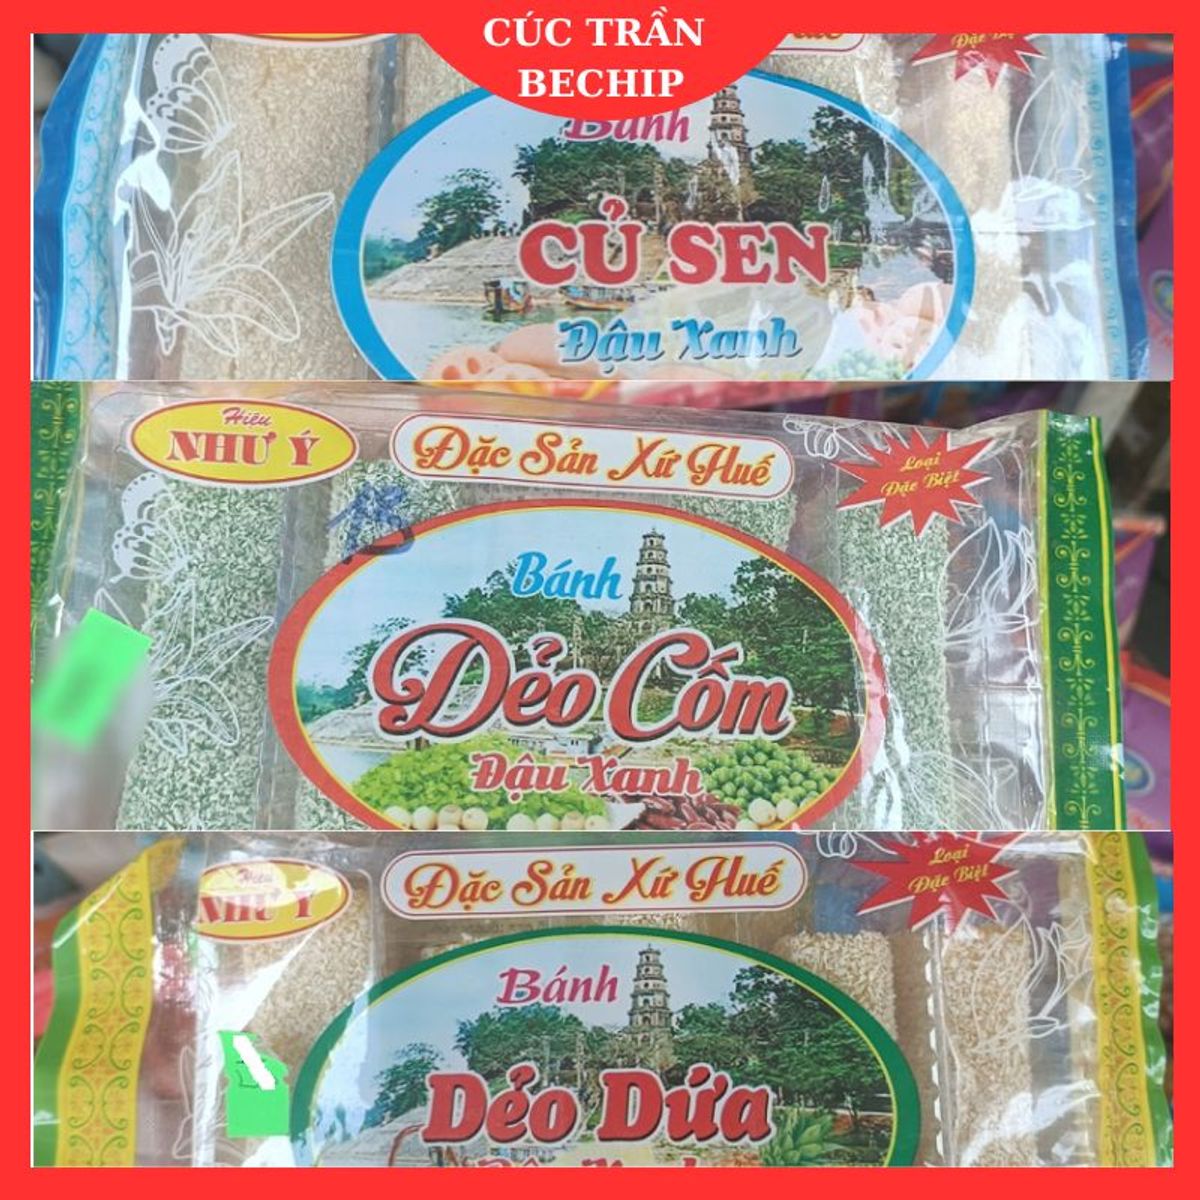 CÚC TRẦN
BECHIP
Bánh
CỦ SEN
Đậu Xanh
Hiệu
NHƯ Ý
Đặc Sản Xứ Huế
Loại
Đặc Biệt
Bánh
Dẻo Cốm
Đậu Xanh
Hiệu
NHƯ Ý
Đặc Sản Xứ Huế
Loại
Đặc Biệt
Bánh
Dẻo Dứa